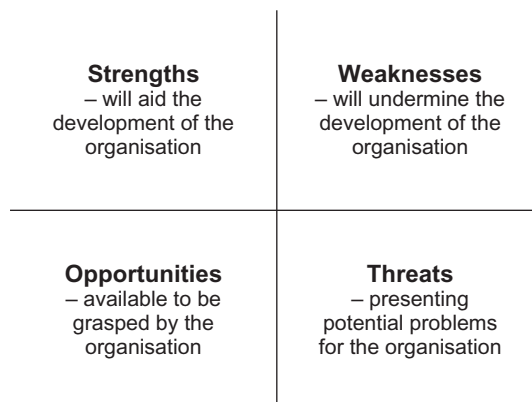 Strengths
– will aid the
development of the
organisation
Weaknesses
– will undermine the
development of the
organisation
Opportunities
– available to be
grasped by the
organisation
Threats
– presenting
potential problems
for the organisation